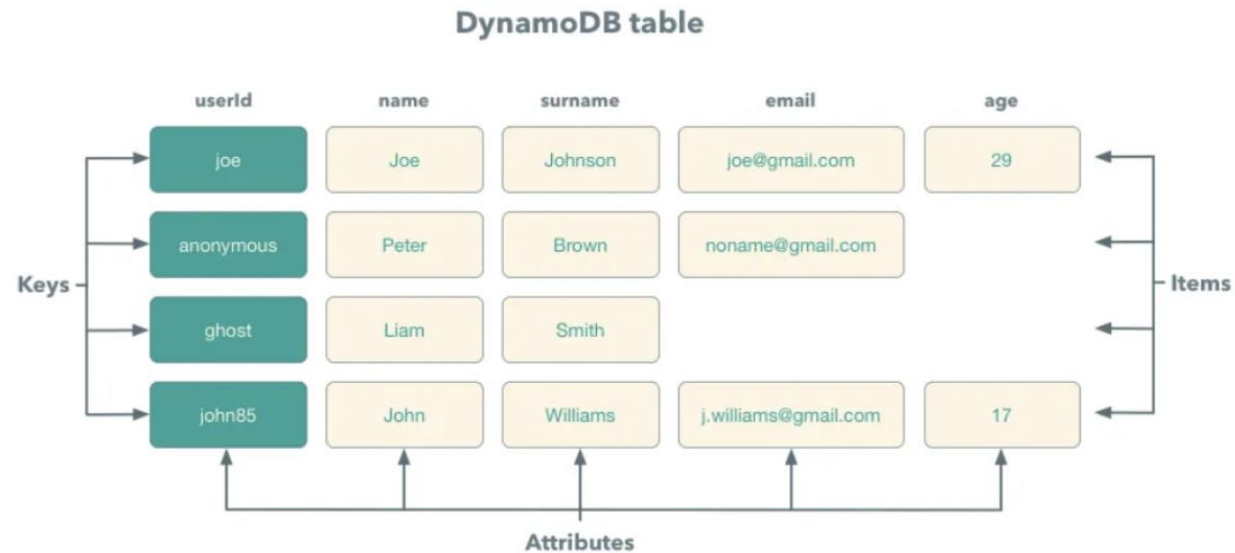 DynamoDB table
userId name surname email age
joe Joe Johnson joe@gmail.com 29
anonymous Peter Brown noname@gmail.com
Keys Items
ghost Liam Smith
john85 John Williams j.williams@gmail.com 17
Attributes